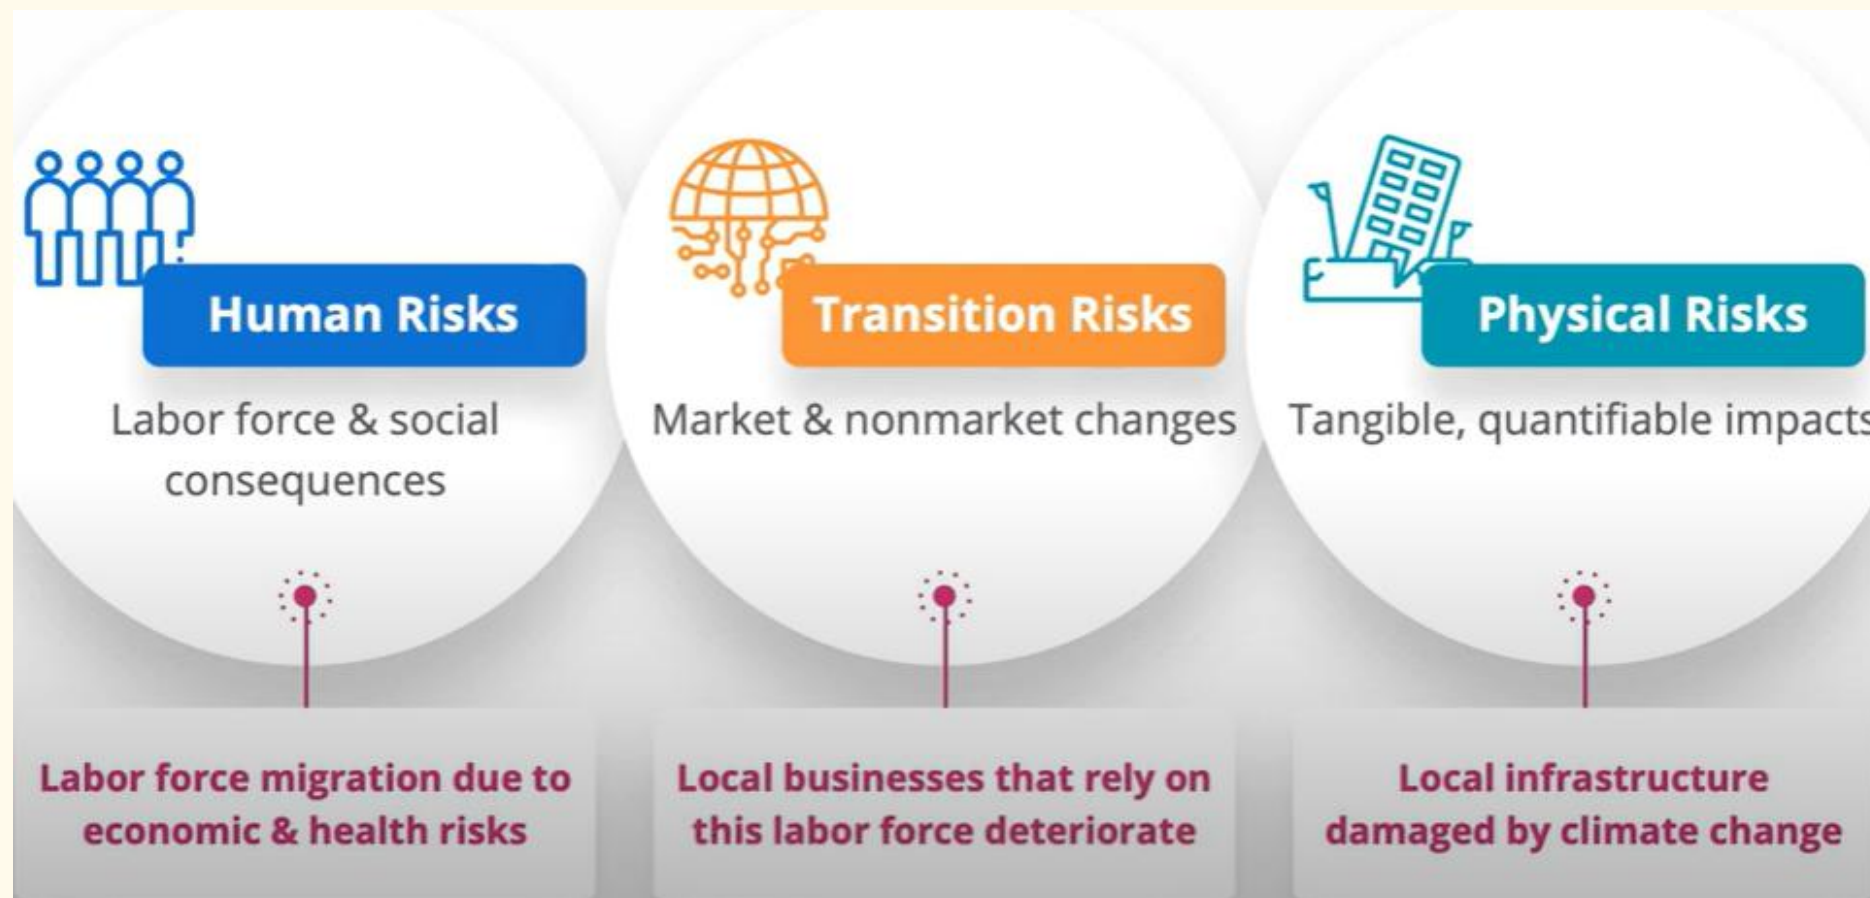 Human Risks
Labor force & social
consequences
Labor force migration due to
economic & health risks
Transition Risks
Market & nonmarket changes
Local businesses that rely on
this labor force deteriorate
Physical Risks
Tangible, quantifiable impacts
Local infrastructure
damaged by climate change